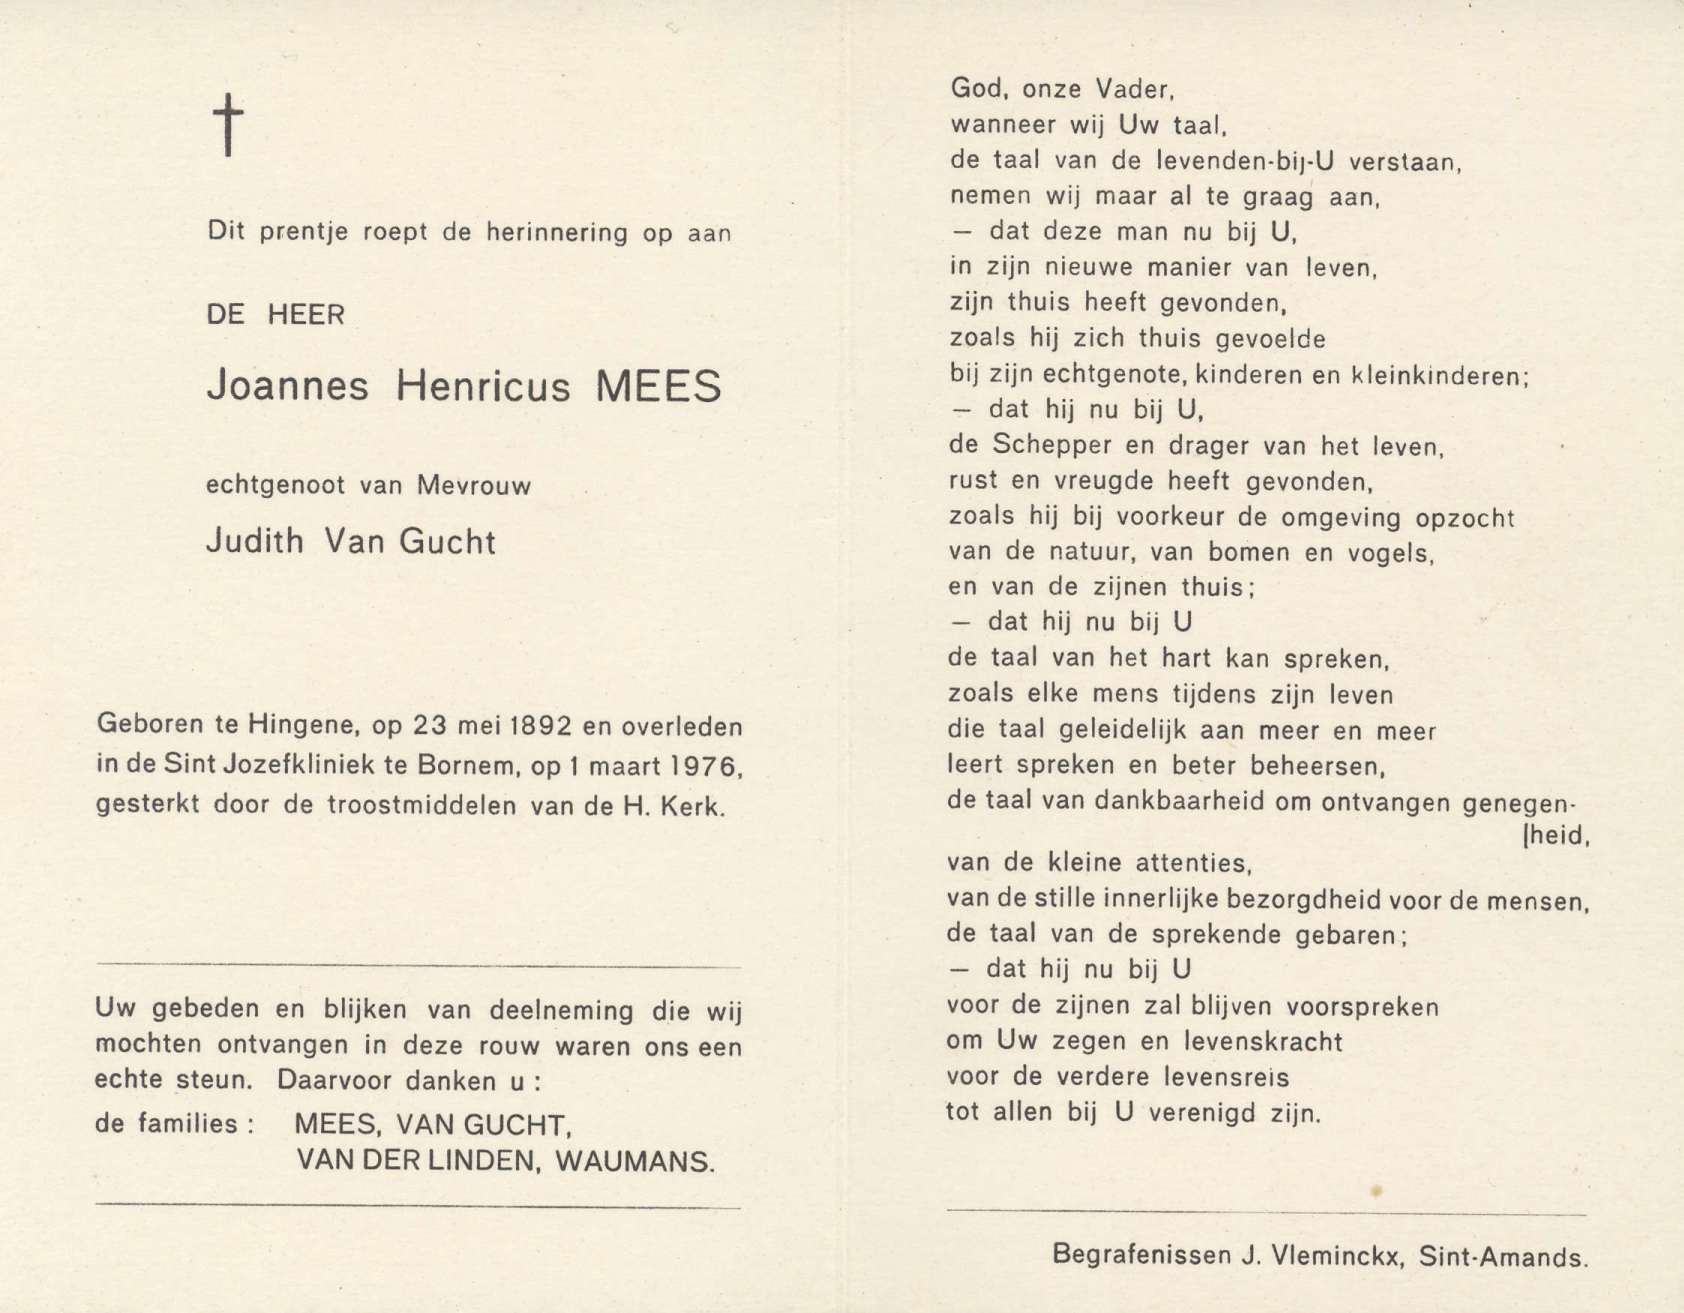 Dit prentje roept de herinnering op aan
DE HEER
Joannes Henricus MEES
echtgenoot van Mevrouw
Judith Van Gucht
Geboren te Hingene, op 23 mei 1892 en overleden
in de Sint Jozefkliniek te Bornem, op 1 maart 1976,
gesterkt door de troostmiddelen van de H. Kerk.
Uw gebeden en blijken van deelneming die wij
mochten ontvangen in deze rouw waren ons een
echte steun. Daarvoor danken u :
de families : MEES, VAN GUCHT,
VAN DER LINDEN, WAUMANS.
God, onze Vader,
wanneer wij Uw taal,
de taal van de levenden-bij-U verstaan,
nemen wij maar al te graag aan,
— dat deze man nu bij U,
in zijn nieuwe manier van leven,
zijn thuis heeft gevonden,
zoals hij zich thuis gevoelde
bij zijn echtgenote, kinderen en kleinkinderen;
— dat hij nu bij U,
de Schepper en drager van het leven,
rust en vreugde heeft gevonden,
zoals hij bij voorkeur de omgeving opzocht
van de natuur, van bomen en vogels,
en van de zijnen thuis;
— dat hij nu bij U
de taal van het hart kan spreken,
zoals elke mens tijdens zijn leven
die taal geleidelijk aan meer en meer
leert spreken en beter beheersen,
de taal van dankbaarheid om ontvangen genegen-
|heid,
van de kleine attenties,
van de stille innerlijke bezorgdheid voor de mensen,
de taal van de sprekende gebaren;
— dat hij nu bij U
voor de zijnen zal blijven voorspreken
om Uw zegen en levenskracht
voor de verdere levensreis
tot allen bij U verenigd zijn.
Begrafenissen J. Vleminckx, Sint-Amands.